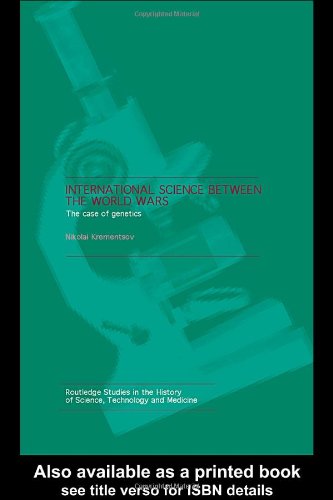 INTERNATIONAL SCIENCE BETWEEN
THE WORLD WARS
The case of genetics
Nikolai Krementsov
Routledge Studies in the History
of Science, Technology and Medicine
Also available as a printed book
see title verso for ISBN details